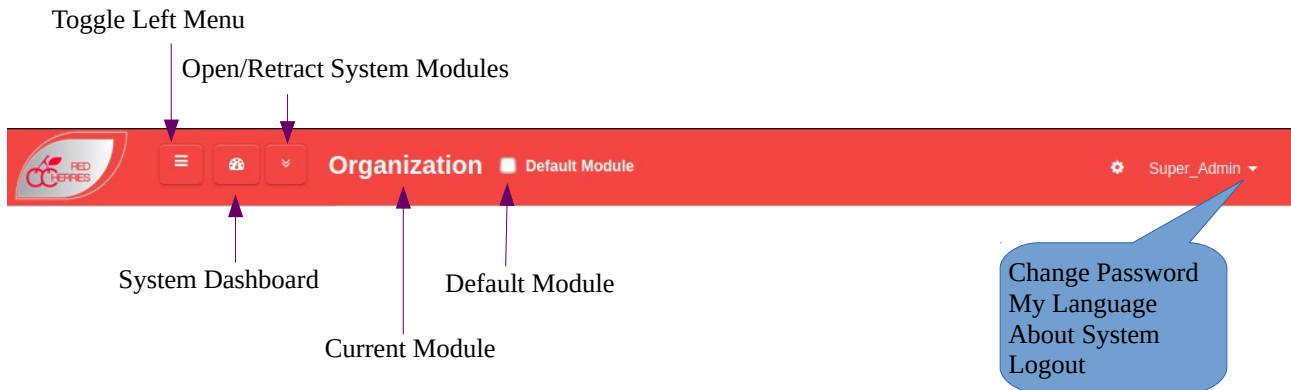 Toggle Left Menu
Open/Retract System Modules
RED
CHERRIES
Organization
Default Module
Super_Admin
System Dashboard
Default Module
Current Module
Change Password
My Language
About System
Logout